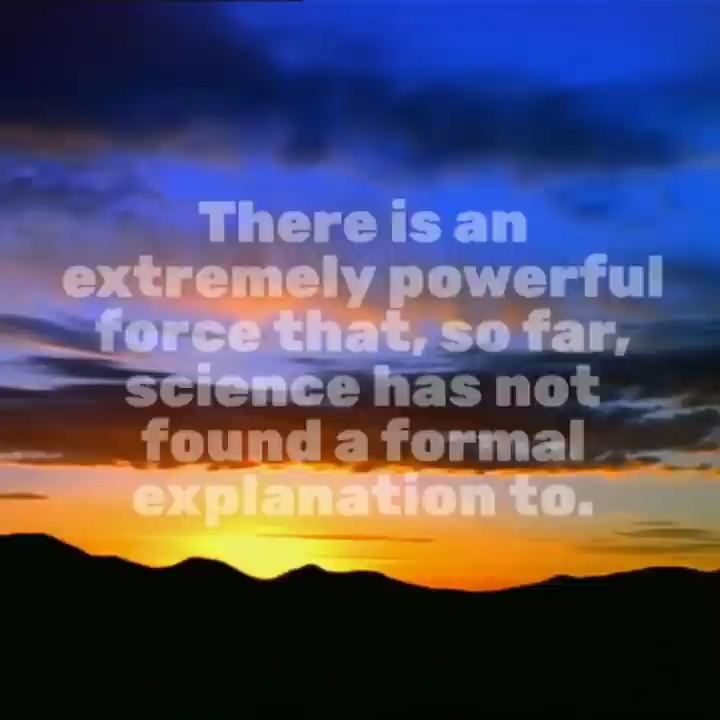 There is an
extremely powerful
force that, so far,
science has not
found a formal
explanation to.